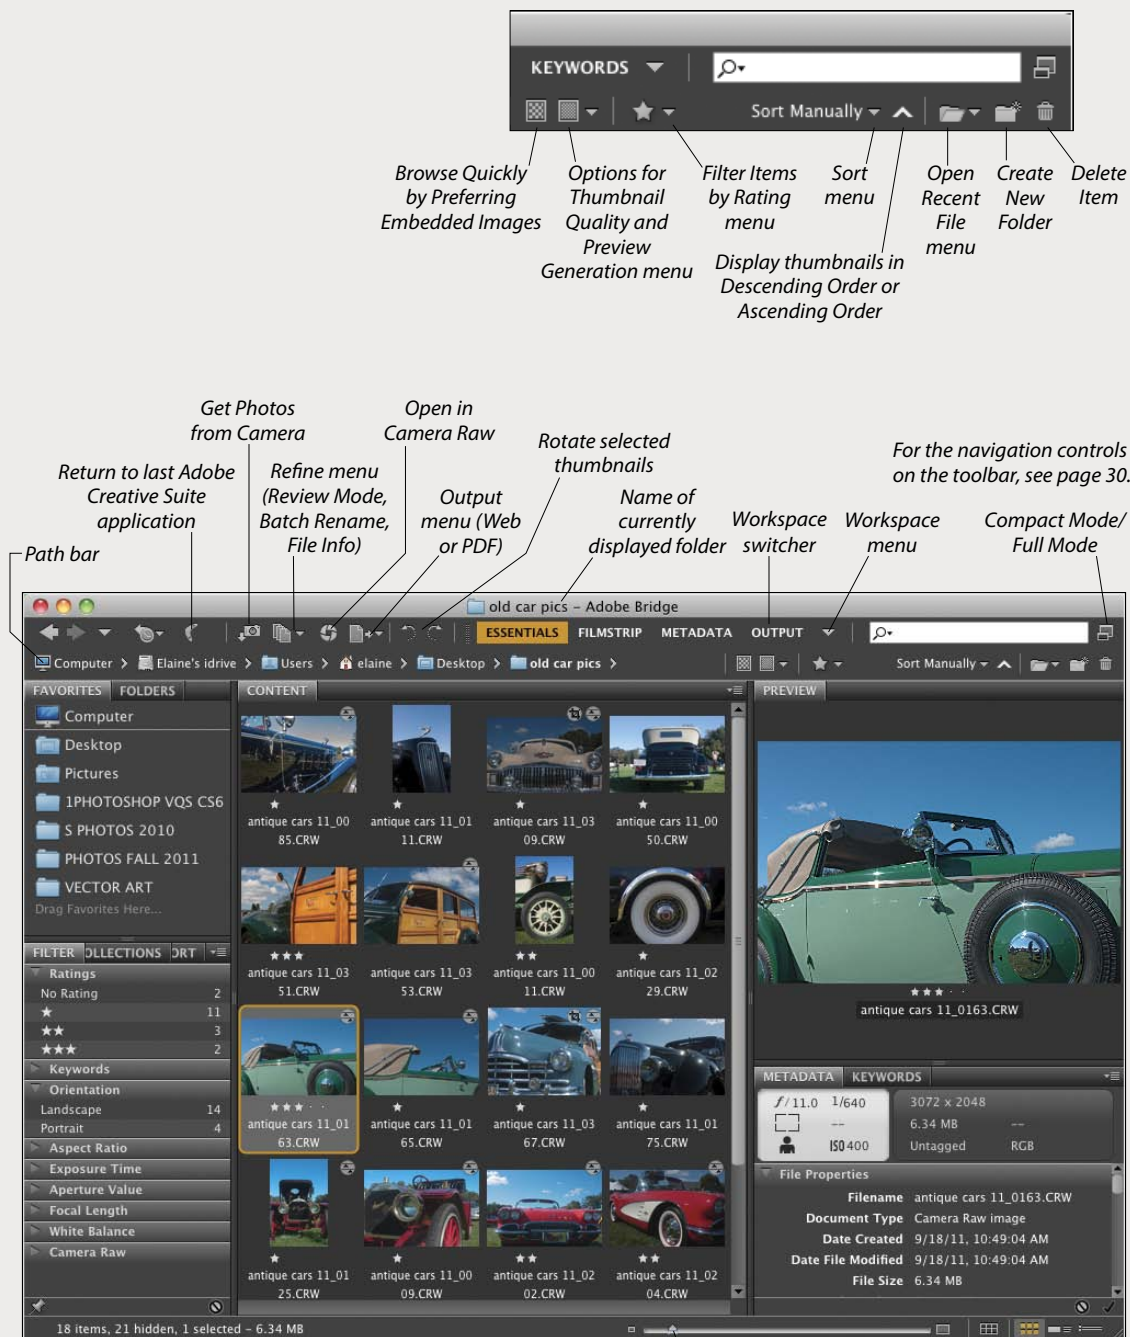 KEYWORDS
Sort Manually
Browse Quickly
by Preferring
Embedded Images
Options for
Thumbnail
Quality and
Preview
Generation menu
Filter Items
by Rating
menu
Sort
menu
Display thumbnails in
Descending Order or
Ascending Order
Open
Recent
File
menu
Create
New
Folder
Delete
Item
Get Photos
from Camera
Open in
Camera Raw
Return to last Adobe
Creative Suite
application
Refine menu
(Review Mode,
Batch Rename,
File Info)
Output
menu (Web
or PDF)
Rotate selected
thumbnails
Name of
currently
displayed folder
Workspace
switcher
Workspace
menu
For the navigation controls
on the toolbar, see page 30.
Compact Mode/
Full Mode
Path bar
old car pics – Adobe Bridge
ESSENTIALS FILMSTRIP METADATA OUTPUT
Computer > Elaine's idrive > Users > elaine > Desktop > old car pics >
Sort Manually
FAVORITES FOLDERS
Computer
Desktop
Pictures
1PHOTOSHOP VQS CS6
S PHOTOS 2010
PHOTOS FALL 2011
VECTOR ART
Drag Favorites Here...
FILTER OLLECTIONS ORT
Ratings
No Rating 2
★ 11
★★ 3
★★★ 2
Keywords
Orientation
Landscape 14
Portrait 4
Aspect Ratio
Exposure Time
Aperture Value
Focal Length
White Balance
Camera Raw
CONTENT
antique cars 11_00
85.CRW
antique cars 11_01
11.CRW
antique cars 11_03
09.CRW
antique cars 11_00
50.CRW
antique cars 11_03
51.CRW
antique cars 11_03
53.CRW
antique cars 11_00
11.CRW
antique cars 11_02
29.CRW
antique cars 11_01
63.CRW
antique cars 11_01
65.CRW
antique cars 11_03
67.CRW
antique cars 11_01
75.CRW
antique cars 11_01
25.CRW
antique cars 11_00
09.CRW
antique cars 11_02
02.CRW
antique cars 11_02
04.CRW
PREVIEW
antique cars 11_0163.CRW
METADATA KEYWORDS
f/11.0 1/640
--
ISO 400
3072 x 2048
6.34 MB --
Untagged RGB
File Properties
Filename antique cars 11_0163.CRW
Document Type Camera Raw image
Date Created 9/18/11, 10:49:04 AM
Date File Modified 9/18/11, 10:49:04 AM
File Size 6.34 MB
18 items, 21 hidden, 1 selected – 6.34 MB